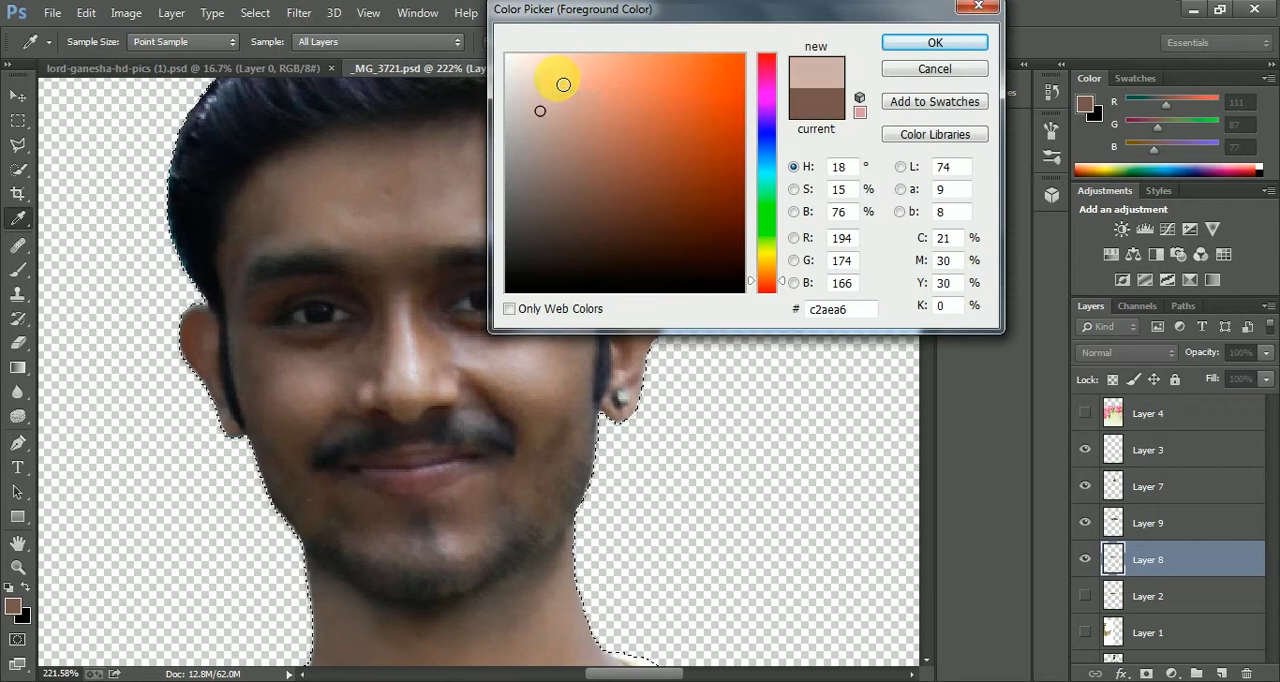 Ps File Edit Image Layer Type Select Filter 3D View Window Help
Color Picker (Foreground Color)
Sample Size: Point Sample Sample: All Layers
Essentials
lord-ganesha-hd-pics (1).psd @ 16.7% (Layer 0, RGB/8#) × _MG_3721.psd @ 222% (Lay
new
current
OK
Cancel
Add to Swatches
Color Libraries
H: 18 °
S: 15 %
B: 76 %
R: 194
G: 174
B: 166
L: 74
a: 9
b: 8
C: 21 %
M: 30 %
Y: 30 %
K: 0 %
# c2aea6
Only Web Colors
Color Swatches
R 111
G 87
B 77
Adjustments Styles
Add an adjustment
Layers Channels Paths
Kind
Normal Opacity: 100%
Lock: Fill: 100%
Layer 4
Layer 3
Layer 7
Layer 9
Layer 8
Layer 2
Layer 1
221.58% Doc: 12.8M/62.0M